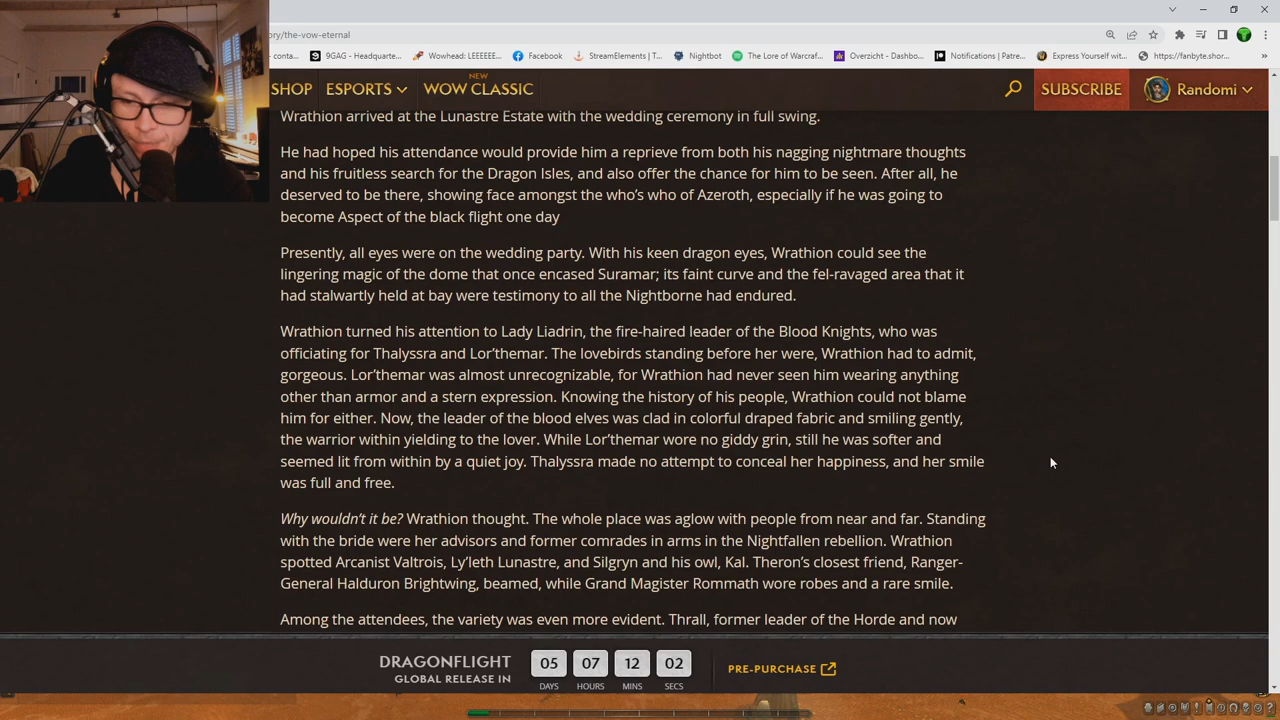 ory/the-vow-eternal
conta...
9GAG - Headquarte...
Wowhead: LEEEEEE...
Facebook
StreamElements | T...
Nightbot
The Lore of Warcraf...
Overzicht - Dashbo...
Notifications | Patre...
Express Yourself wit...
https://fanbyte.shor...
»
SHOP
ESPORTS
NEW
WOW CLASSIC
SUBSCRIBE
Randomi
Wrathion arrived at the Lunastre Estate with the wedding ceremony in full swing.
He had hoped his attendance would provide him a reprieve from both his nagging nightmare thoughts
and his fruitless search for the Dragon Isles, and also offer the chance for him to be seen. After all, he
deserved to be there, showing face amongst the who's who of Azeroth, especially if he was going to
become Aspect of the black flight one day
Presently, all eyes were on the wedding party. With his keen dragon eyes, Wrathion could see the
lingering magic of the dome that once encased Suramar; its faint curve and the fel-ravaged area that it
had stalwartly held at bay were testimony to all the Nightborne had endured.
Wrathion turned his attention to Lady Liadrin, the fire-haired leader of the Blood Knights, who was
officiating for Thalyssra and Lor'themar. The lovebirds standing before her were, Wrathion had to admit,
gorgeous. Lor'themar was almost unrecognizable, for Wrathion had never seen him wearing anything
other than armor and a stern expression. Knowing the history of his people, Wrathion could not blame
him for either. Now, the leader of the blood elves was clad in colorful draped fabric and smiling gently,
the warrior within yielding to the lover. While Lor'themar wore no giddy grin, still he was softer and
seemed lit from within by a quiet joy. Thalyssra made no attempt to conceal her happiness, and her smile
was full and free.
Why wouldn't it be? Wrathion thought. The whole place was aglow with people from near and far. Standing
with the bride were her advisors and former comrades in arms in the Nightfallen rebellion. Wrathion
spotted Arcanist Valtrois, Ly'leth Lunastre, and Silgryn and his owl, Kal. Theron's closest friend, Ranger-
General Halduron Brightwing, beamed, while Grand Magister Rommath wore robes and a rare smile.
Among the attendees, the variety was even more evident. Thrall, former leader of the Horde and now
DRAGONFLIGHT
GLOBAL RELEASE IN
05 07 12 02
DAYS HOURS MINS SECS
PRE-PURCHASE